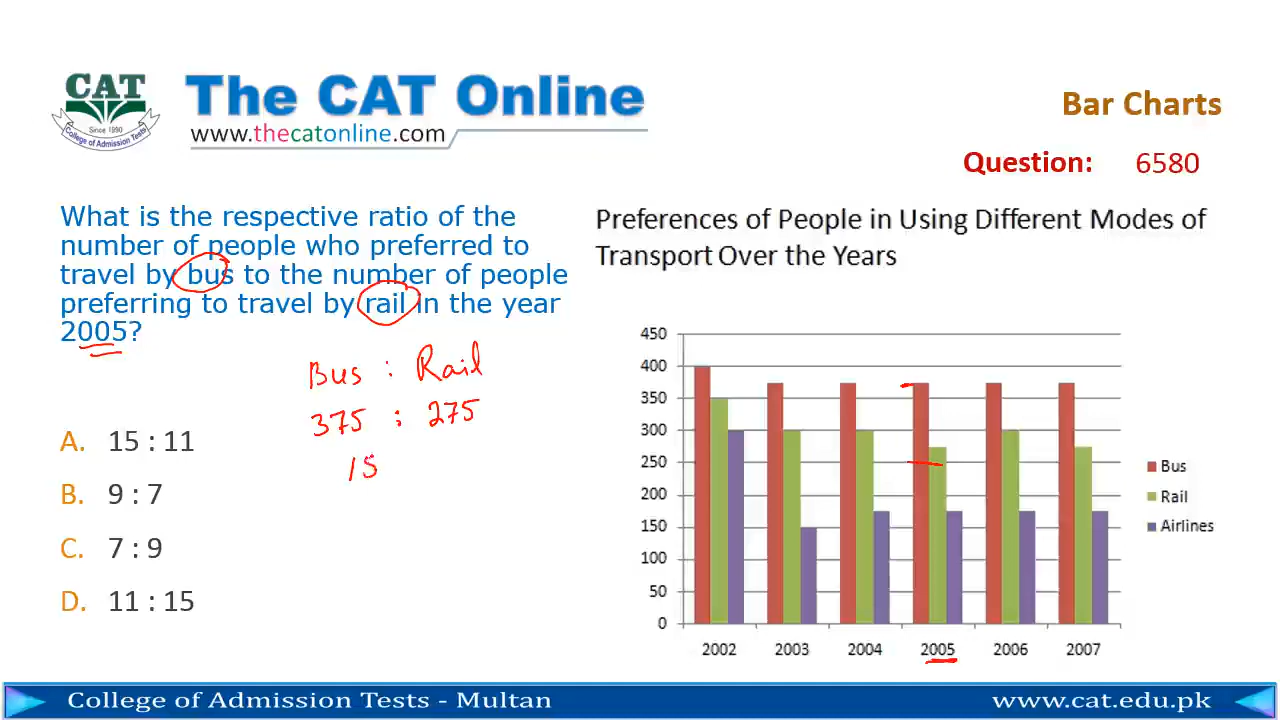 CAT
Since 1990
College of Admission Tests
The CAT Online
www.thecatonline.com
Bar Charts
Question: 6580
What is the respective ratio of the
number of people who preferred to
travel by bus to the number of people
preferring to travel by rail in the year
2005?
Bus : Rail
375 : 275
15
A. 15 : 11
B. 9 : 7
C. 7 : 9
D. 11 : 15
Preferences of People in Using Different Modes of
Transport Over the Years
450
400
350
300
250
200
150
100
50
0
2002 2003 2004 2005 2006 2007
Bus
Rail
Airlines
College of Admission Tests - Multan
www.cat.edu.pk